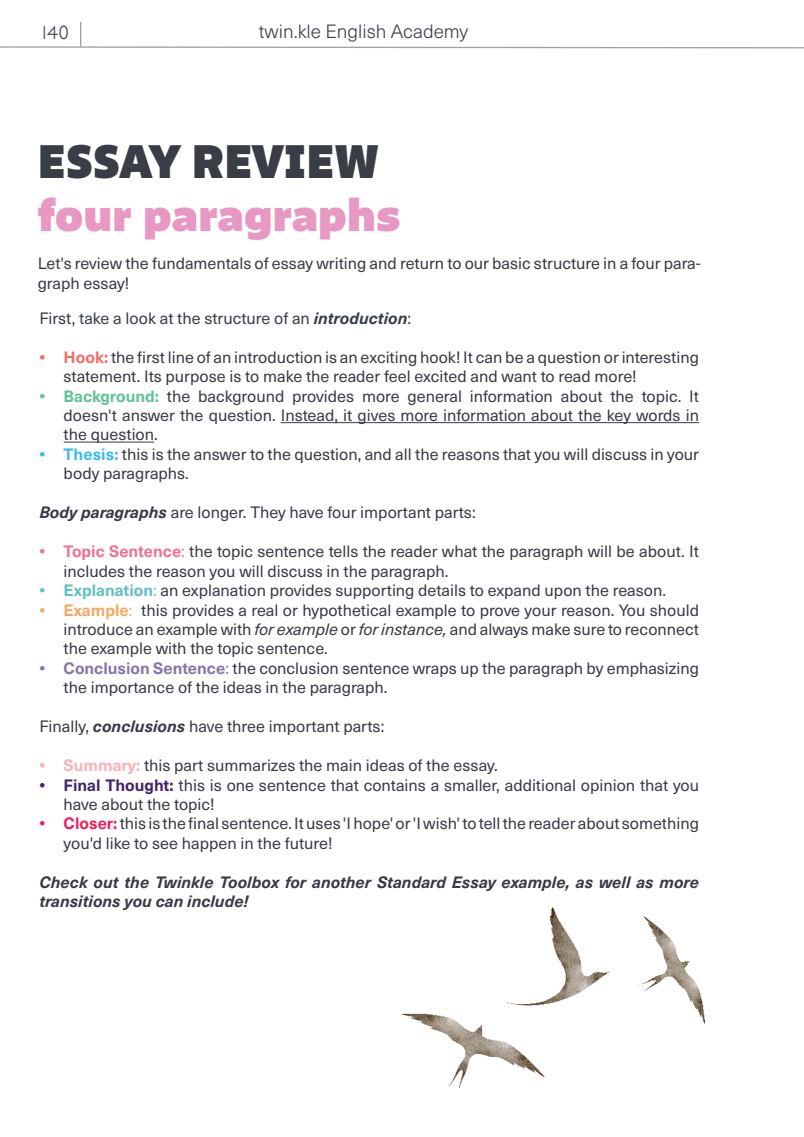 140
twin.kle English Academy
ESSAY REVIEW
four paragraphs
Let's review the fundamentals of essay writing and return to our basic structure in a four para-
graph essay!
First, take a look at the structure of an introduction:
• Hook: the first line of an introduction is an exciting hook! It can be a question or interesting
statement. Its purpose is to make the reader feel excited and want to read more!
• Background: the background provides more general information about the topic. It
doesn't answer the question. Instead, it gives more information about the key words in
the question.
• Thesis: this is the answer to the question, and all the reasons that you will discuss in your
body paragraphs.
Body paragraphs are longer. They have four important parts:
• Topic Sentence: the topic sentence tells the reader what the paragraph will be about. It
includes the reason you will discuss in the paragraph.
• Explanation: an explanation provides supporting details to expand upon the reason.
• Example: this provides a real or hypothetical example to prove your reason. You should
introduce an example with for example or for instance, and always make sure to reconnect
the example with the topic sentence.
• Conclusion Sentence: the conclusion sentence wraps up the paragraph by emphasizing
the importance of the ideas in the paragraph.
Finally, conclusions have three important parts:
• Summary: this part summarizes the main ideas of the essay.
• Final Thought: this is one sentence that contains a smaller, additional opinion that you
have about the topic!
• Closer: this is the final sentence. It uses 'I hope' or 'I wish' to tell the reader about something
you'd like to see happen in the future!
Check out the Twinkle Toolbox for another Standard Essay example, as well as more
transitions you can include!